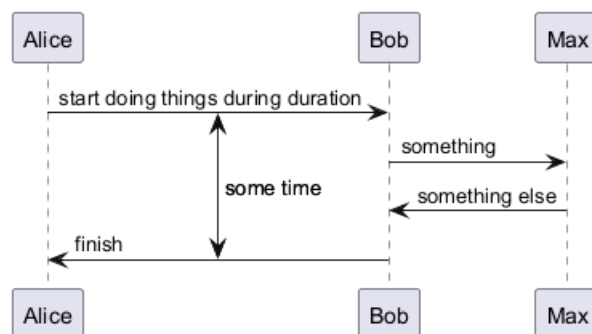 Alice Bob Max
start doing things during duration
something
some time
something else
finish
Alice Bob Max